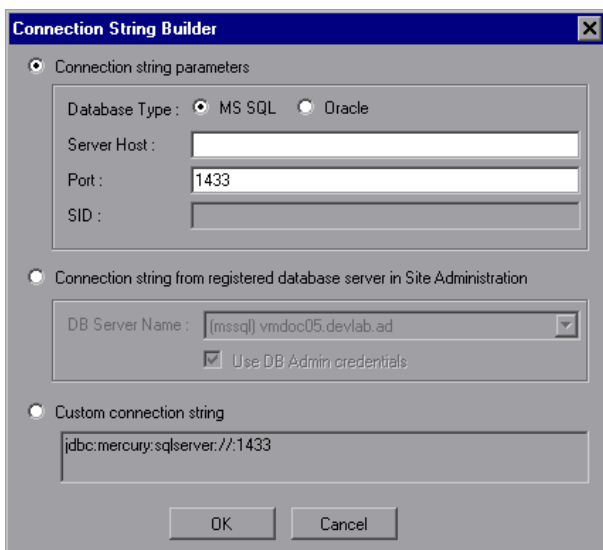 Connection String Builder
Connection string parameters
Database Type : MS SQL Oracle
Server Host :
Port : 1433
SID :
Connection string from registered database server in Site Administration
DB Server Name : (mssql) vmdoc05.devlab.ad
Use DB Admin credentials
Custom connection string
jdbc:mercury:sqlserver://:1433
OK Cancel